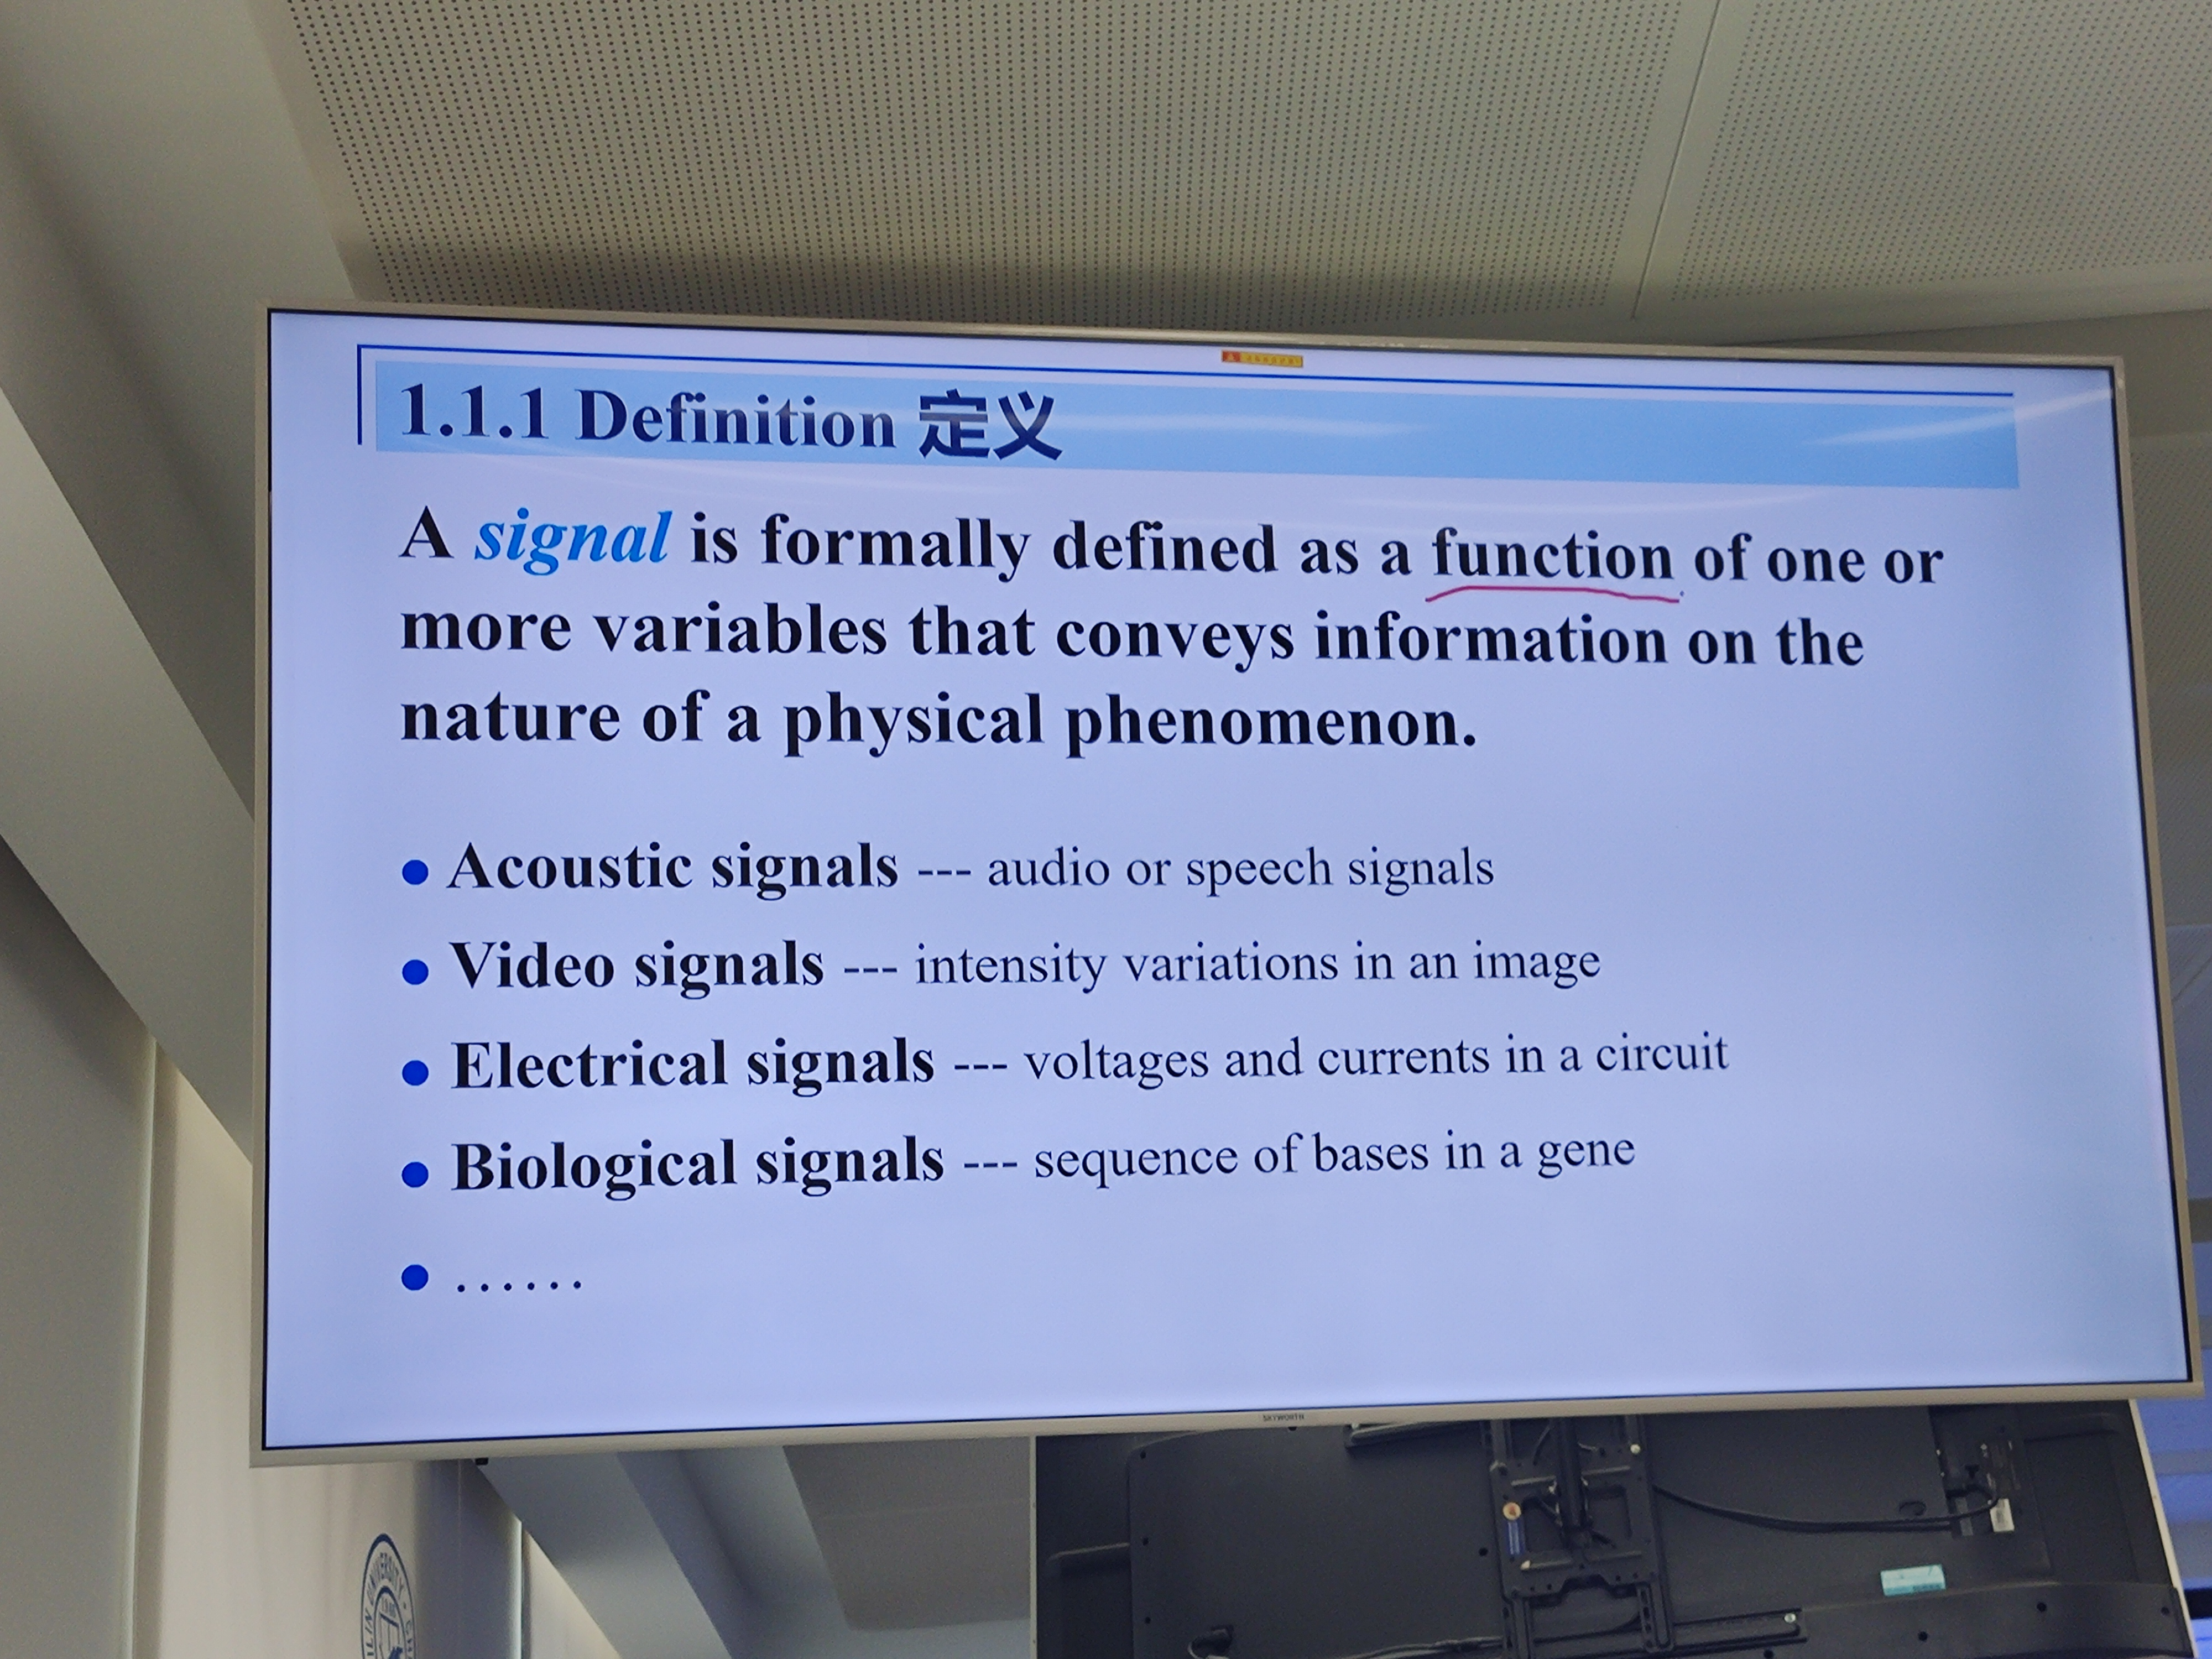 1.1.1 Definition 定义
A signal is formally defined as a function of one or
more variables that conveys information on the
nature of a physical phenomenon.
● Acoustic signals --- audio or speech signals
● Video signals --- intensity variations in an image
● Electrical signals --- voltages and currents in a circuit
● Biological signals --- sequence of bases in a gene
● ......
SKYWORTH
UNIVERSITY